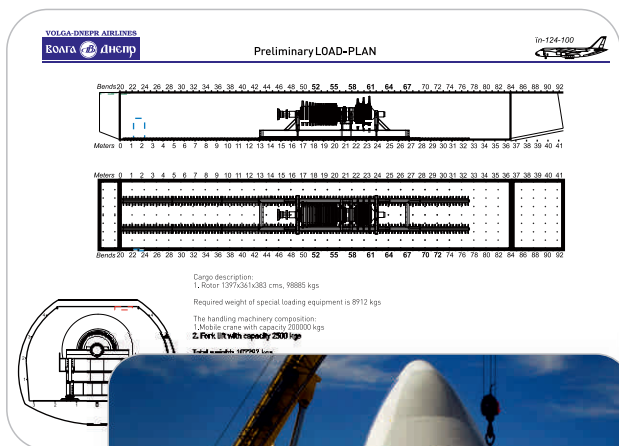 VOLGA-DNEPR AIRLINES
ВОЛГА ДНЕПР
Preliminary LOAD-PLAN
Bends 20 22 24 26 28 30 32 34 36 38 40 42 44 46 48 50 52 55 58 61 64 67 70 72 74 76 78 80 82 84 86 88 90 92
Meters 0 1 2 3 4 5 6 7 8 9 10 11 12 13 14 15 16 17 18 19 20 21 22 23 24 25 26 27 28 29 30 31 32 33 34 35 36 37 38 39 40 41
Meters 0 1 2 3 4 5 6 7 8 9 10 11 12 13 14 15 16 17 18 19 20 21 22 23 24 25 26 27 28 29 30 31 32 33 34 35 36 37 38 39 40 41
Bends 20 22 24 26 28 30 32 34 36 38 40 42 44 46 48 50 52 55 58 61 64 67 70 72 74 76 78 80 82 84 86 88 90 92
Cargo description:
1. Rotor 1397x361x383 cms, 98885 kgs
Required weight of special loading equipment is 8912 kgs
The handling machinery composition:
1.Mobile crane with capacity 200000 kgs
2. Fork lift with capacity 2500 kgs
Total weight: